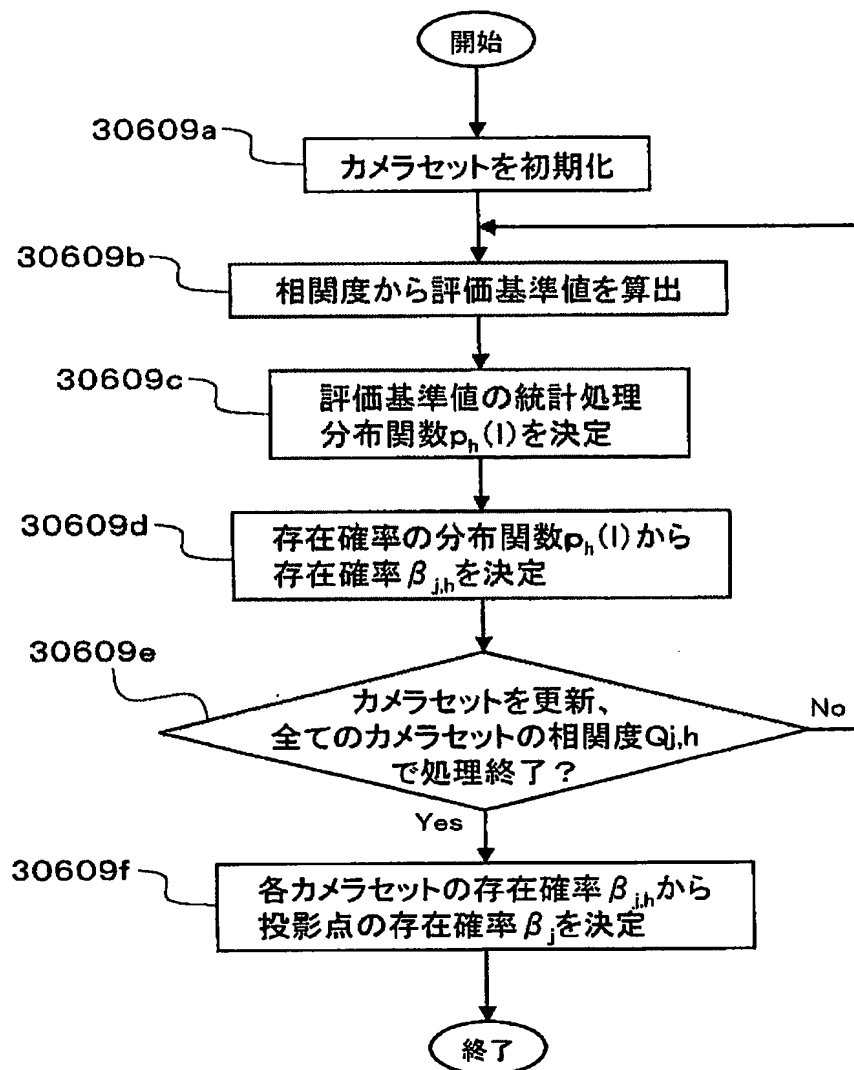 開始
30609a
カメラセットを初期化
30609b
相関度から評価基準値を算出
30609c
評価基準値の統計処理
分布関数pₕ(l)を決定
30609d
存在確率の分布関数pₕ(l)から
存在確率βj,hを決定
30609e
カメラセットを更新、
全てのカメラセットの相関度Qj,h
で処理終了？
No
Yes
30609f
各カメラセットの存在確率βj,hから
投影点の存在確率βjを決定
終了